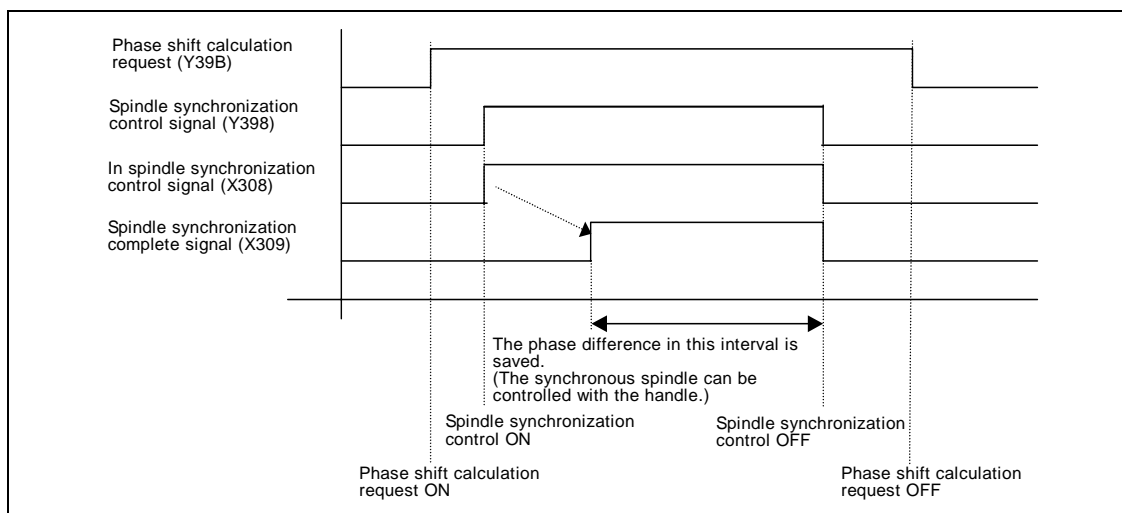 Phase shift calculation
request (Y39B)
Spindle synchronization
control signal (Y398)
In spindle synchronization
control signal (X308)
Spindle synchronization
complete signal (X309)
The phase difference in this interval is
saved.
(The synchronous spindle can be
controlled with the handle.)
Spindle synchronization
control ON
Spindle synchronization
control OFF
Phase shift calculation
request ON
Phase shift calculation
request OFF